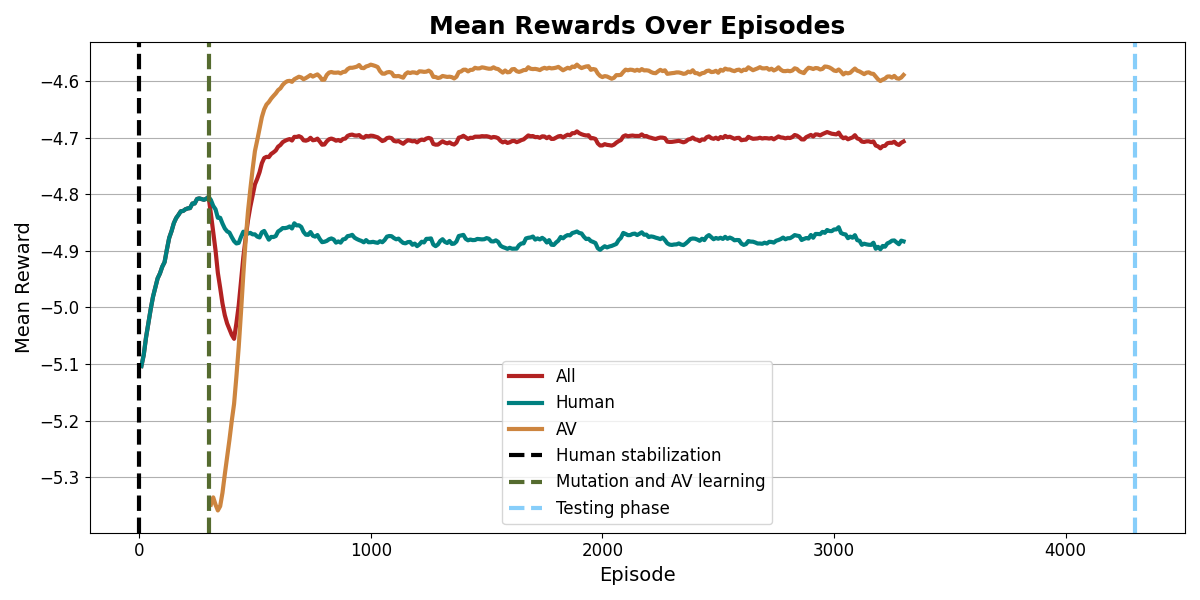 Mean Rewards Over Episodes
Mean Reward
−4.6
−4.7
−4.8
−4.9
−5.0
−5.1
−5.2
−5.3
All
Human
AV
Human stabilization
Mutation and AV learning
Testing phase
0
1000
2000
3000
4000
Episode